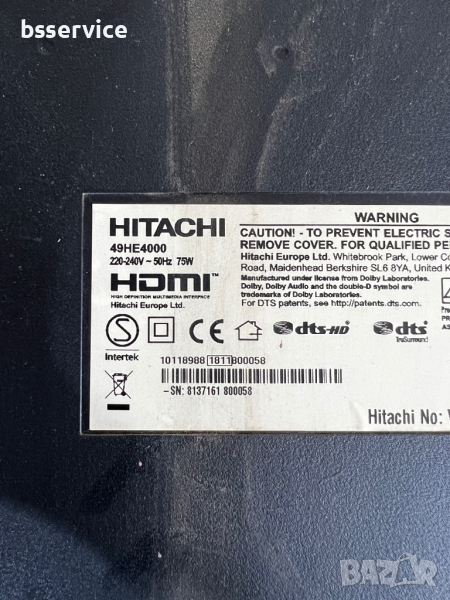 bsservice
HITACHI
49HE4000
220-240V ~ 50Hz 75W
HDMI
HIGH DEFINITION MULTIMEDIA INTERFACE
Hitachi Europe Ltd.
S
Intertek
CE
dts-HD
dts
TruSurround
10118988 1811 800058
-SN: 8137161 800058
WARNING
CAUTION! - TO PREVENT ELECTRIC S
REMOVE COVER. FOR QUALIFIED PE
Hitachi Europe Ltd. Whitebrook Park, Lower Co
Road, Maidenhead Berkshire SL6 8YA, United K
Manufactured under license from Dolby Laboratories.
Dolby, Dolby Audio and the double-D symbol are
trademarks of Dolby Laboratories.
For DTS patents, see http://patents.dts.com.
PR
AS
Hitachi No: V
BAZAR